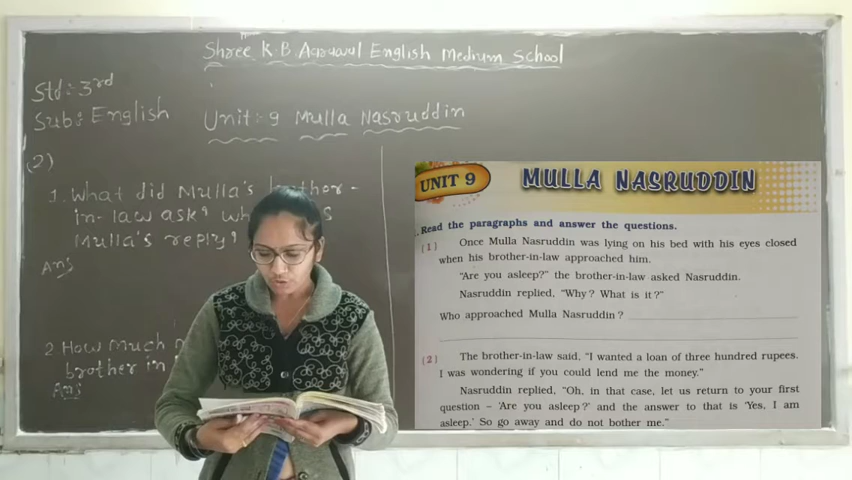 Shree K.B. Agravavl English Medium School
Std:- 3rd
Sub: English
Unit:- 9 Mulla Nasruddin
(2)
1. What did Mulla's
in-law ask?
Mulla's reply?
Ans
2. How much
brother in
Ans
UNIT 9
MULLA NASRUDDIN
Read the paragraphs and answer the questions.
[1] Once Mulla Nasruddin was lying on his bed with his eyes closed
when his brother-in-law approached him.
"Are you asleep?" the brother-in-law asked Nasruddin.
Nasruddin replied, "Why? What is it?"
Who approached Mulla Nasruddin?
[2] The brother-in-law said, "I wanted a loan of three hundred rupees.
I was wondering if you could lend me the money."
Nasruddin replied, "Oh, in that case, let us return to your first
question – 'Are you asleep?' and the answer to that is 'Yes, I am
asleep.' So go away and do not bother me."